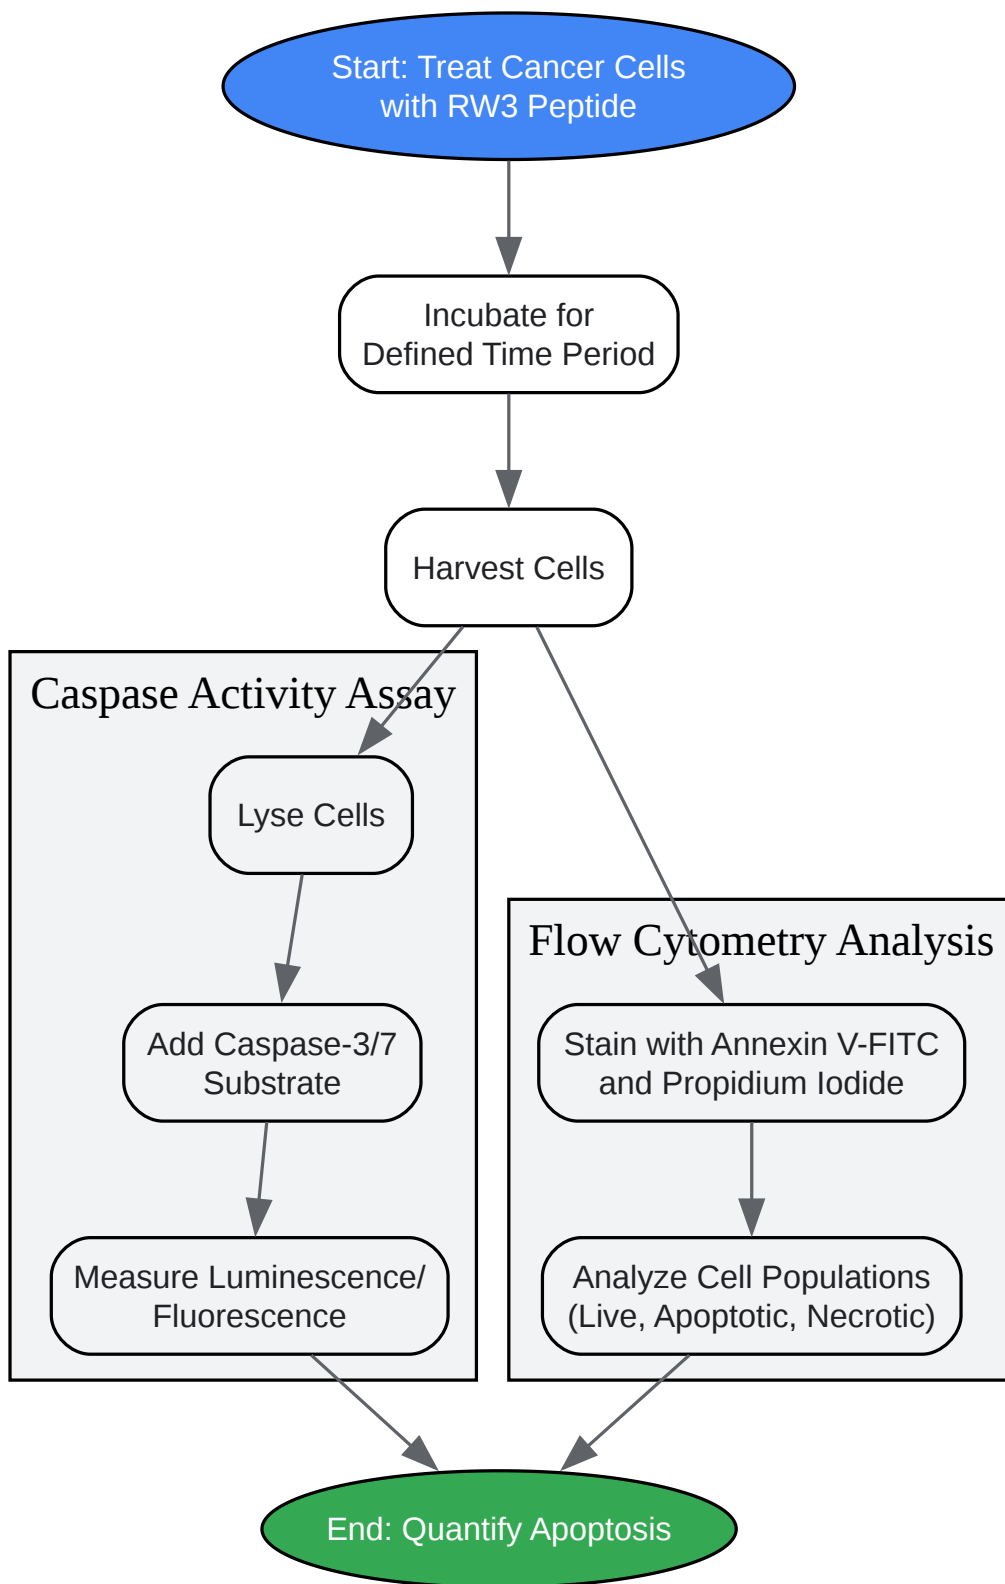 Start: Treat Cancer Cells
with RW3 Peptide
Incubate for
Defined Time Period
Harvest Cells
Caspase Activity Assay
Lyse Cells
Add Caspase-3/7
Substrate
Measure Luminescence/
Fluorescence
Flow Cytometry Analysis
Stain with Annexin V-FITC
and Propidium Iodide
Analyze Cell Populations
(Live, Apoptotic, Necrotic)
End: Quantify Apoptosis